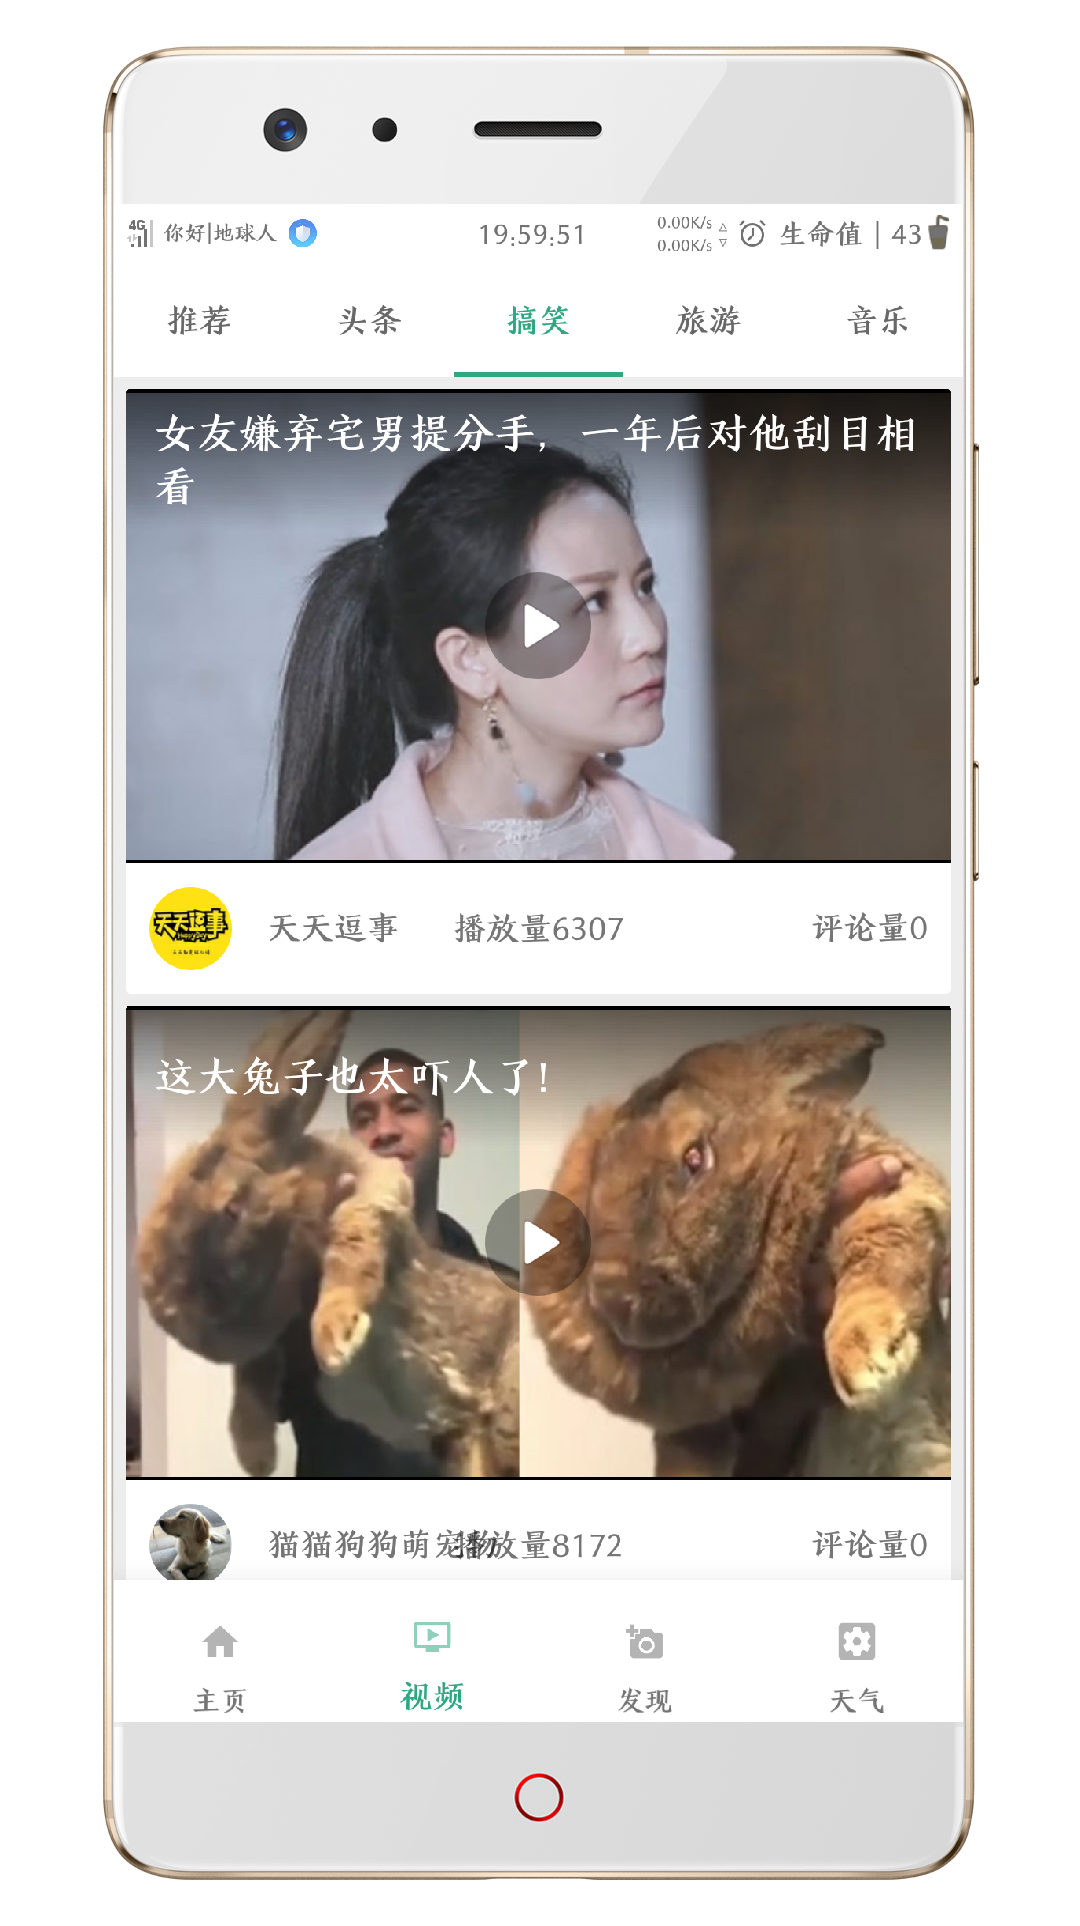 4G 你好|地球人 19:59:51 0.00K/s 生命值 | 43
0.00K/s
推荐 头条 搞笑 旅游 音乐
女友嫌弃宅男提分手，一年后对他刮目相
看
天天逗事
天天逗事 播放量6307 评论量0
这大兔子也太吓人了!
猫猫狗狗萌宠物 播放量8172 评论量0
主页 视频 发现 天气